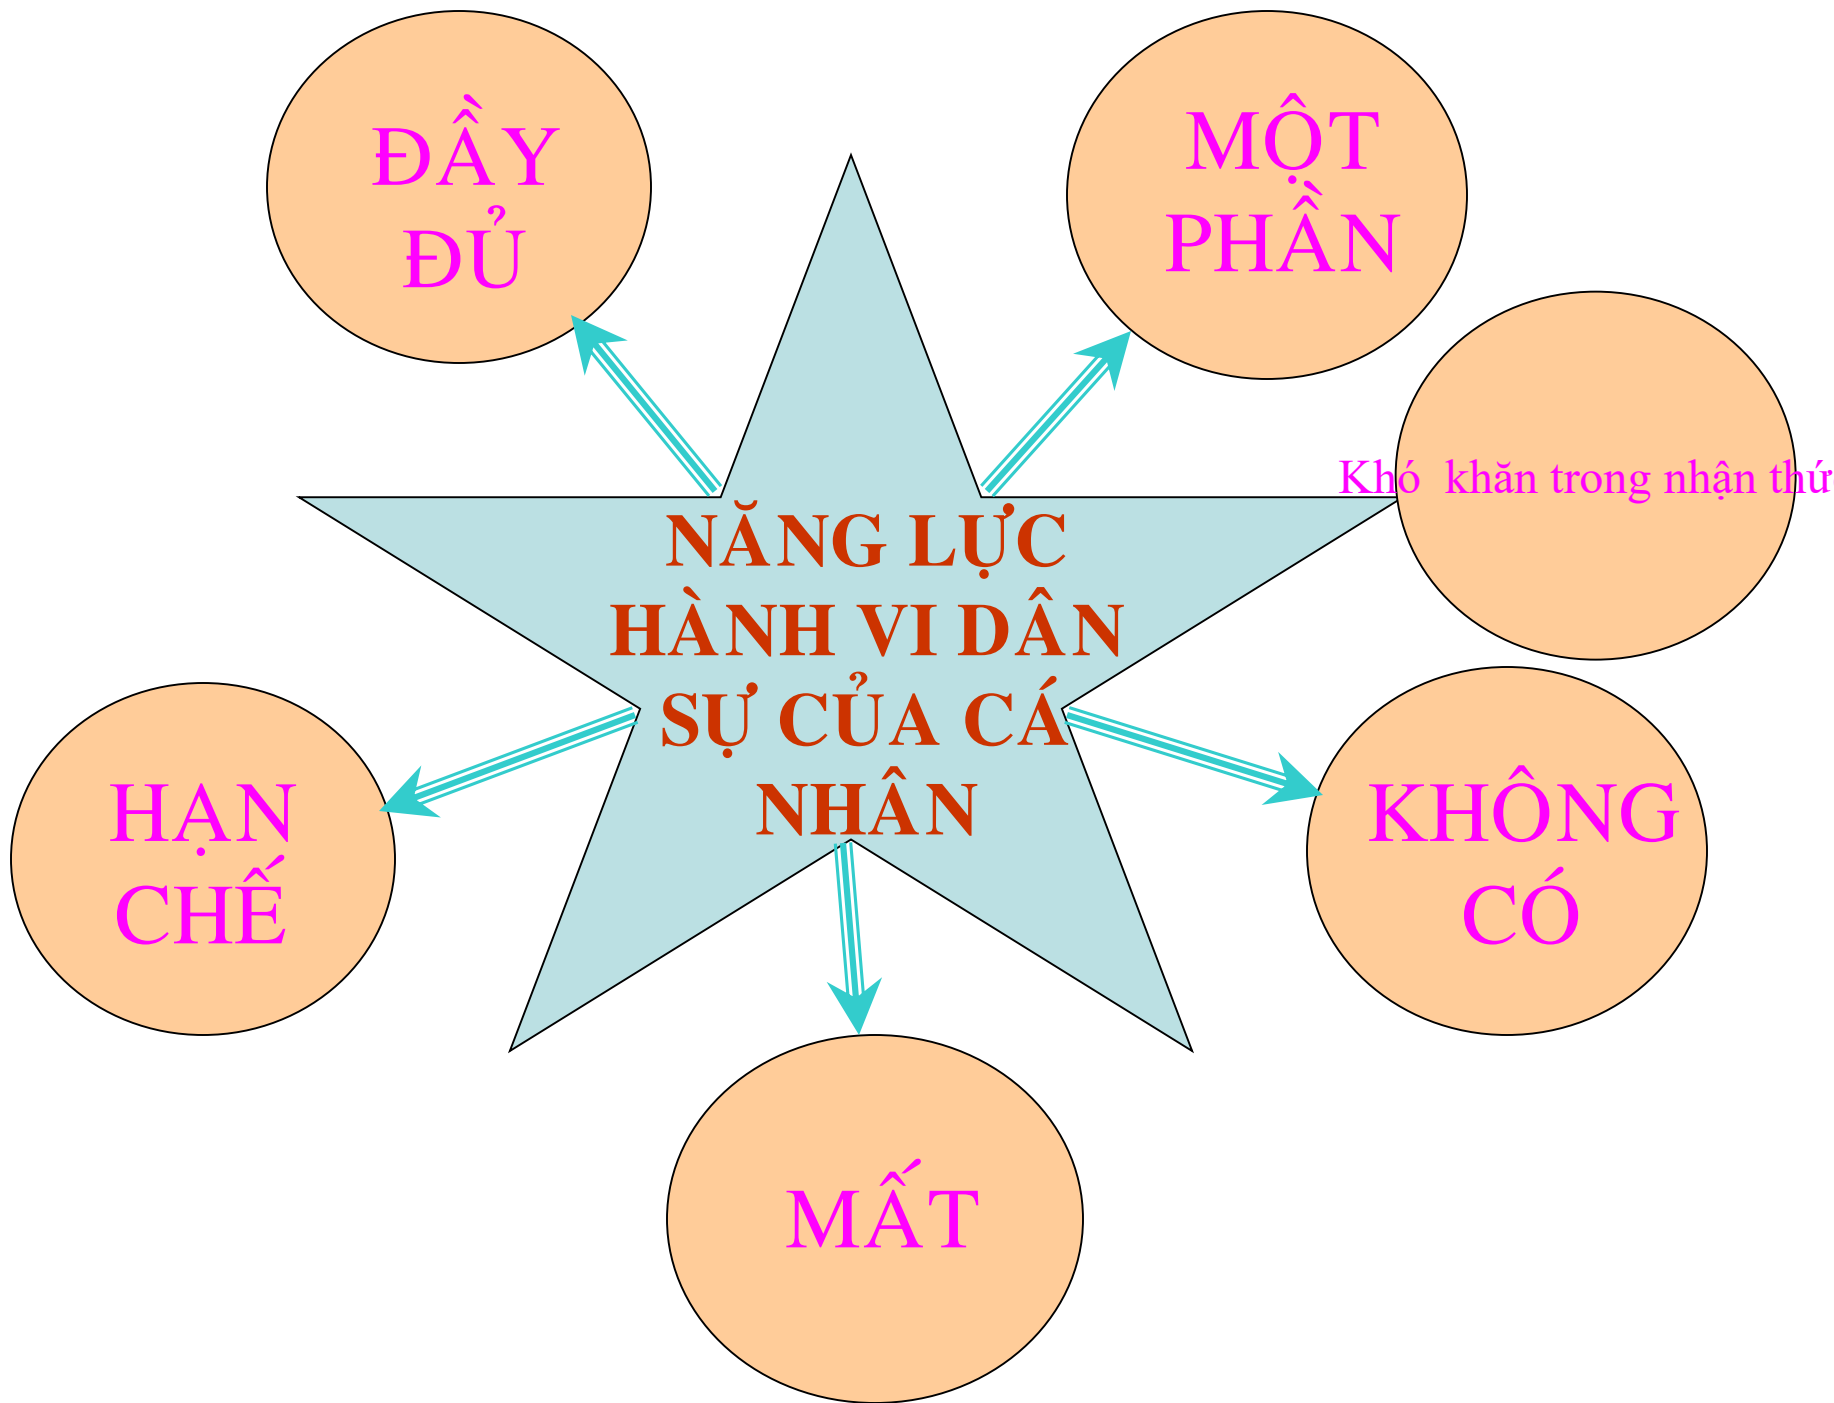 ĐẦY
ĐỦ
MỘT
PHẦN
Khó khăn trong nhận thứ
NĂNG LỰC
HÀNH VI DÂN
SỰ CỦA CÁ
NHÂN
HẠN
CHẾ
KHÔNG
CÓ
MẤT